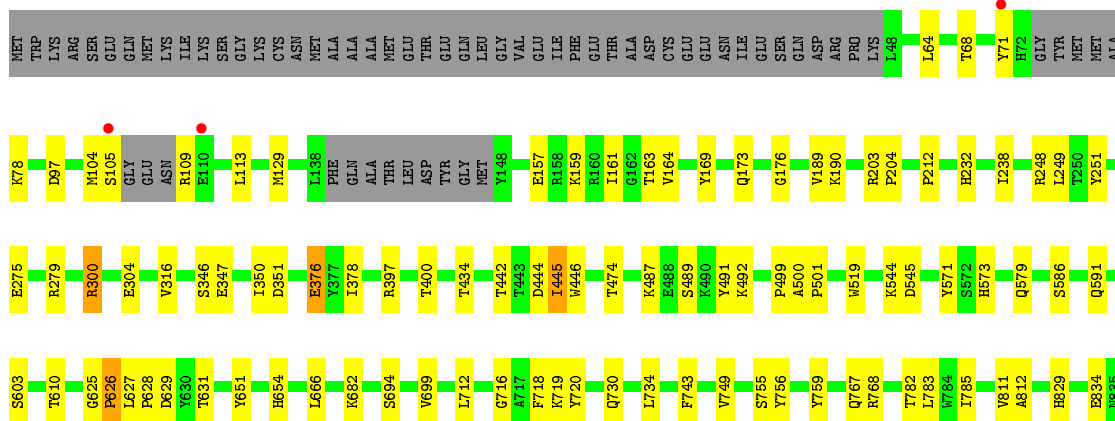 MET TRP LYS ARG SER GLU GLN MET LYS ILE LYS SER GLY LYS CYS ASN MET ALA ALA ALA MET GLU THR GLU GLN LEU GLY VAL GLU ILE PHE GLU THR ALA ASP CYS GLU GLU ASN ILE GLU SER GLN ASP ARG PRO LYS L48 L64 T68 Y71 H72 GLY TYR MET MET ALA
K78 D97 M104 S105 GLY GLU ASN R109 E110 L113 M129 L138 PHE GLN ALA THR LEU ASP TYR GLY MET Y148 E157 R158 K159 R160 I161 G162 T163 V164 Y169 Q173 G176 V189 K190 R203 P204 P212 H232 I238 R248 L249 T250 Y251
E275 R279 R300 E304 V316 S346 E347 I350 D351 E376 Y377 I378 R397 T400 T434 T442 T443 D444 I445 W446 T474 K487 E488 S489 K490 Y491 K492 P499 A500 P501 W519 K544 D545 Y571 S572 H573 Q579 S586 Q591
S603 T610 G625 P626 L627 P628 D629 Y630 T631 Y651 H654 L666 K682 S694 V699 L712 G716 A717 F718 K719 Y720 Q730 L734 F743 V749 S755 Y756 Y759 Q767 R768 T782 L783 W784 I785 V811 A812 H829 E834 N835